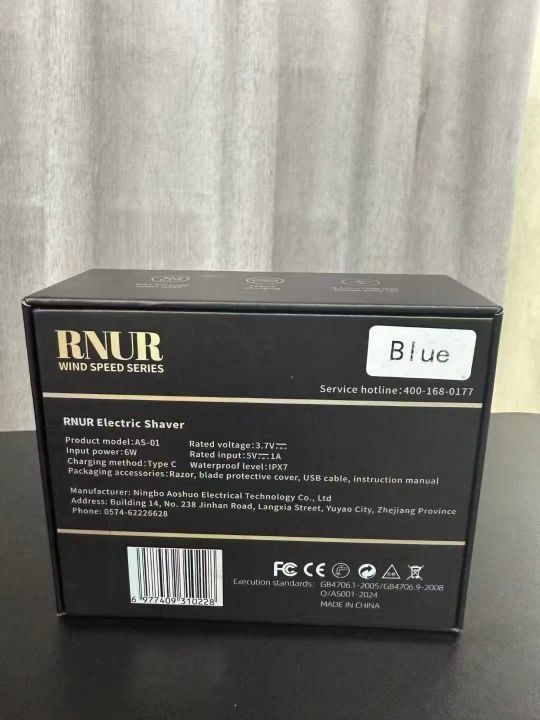 RNUR
WIND SPEED SERIES
Blue
Service hotline:400-168-0177
RNUR Electric Shaver
Product model:AS-01 Rated voltage:3.7V
Input power:6W Rated input:5V⎓1A
Charging method:Type C Waterproof level:IPX7
Packaging accessories:Razor, blade protective cover, USB cable, instruction manual
Manufacturer: Ningbo Aoshuo Electrical Technology Co., Ltd
Address: Building 14, No. 238 Jinhan Road, Langxia Street, Yuyao City, Zhejiang Province
Phone: 0574-62226628
FC CE
Execution standards: GB4706.1-2005/GB4706.9-2008
Q/AS001-2024
MADE IN CHINA
6 977409 310228